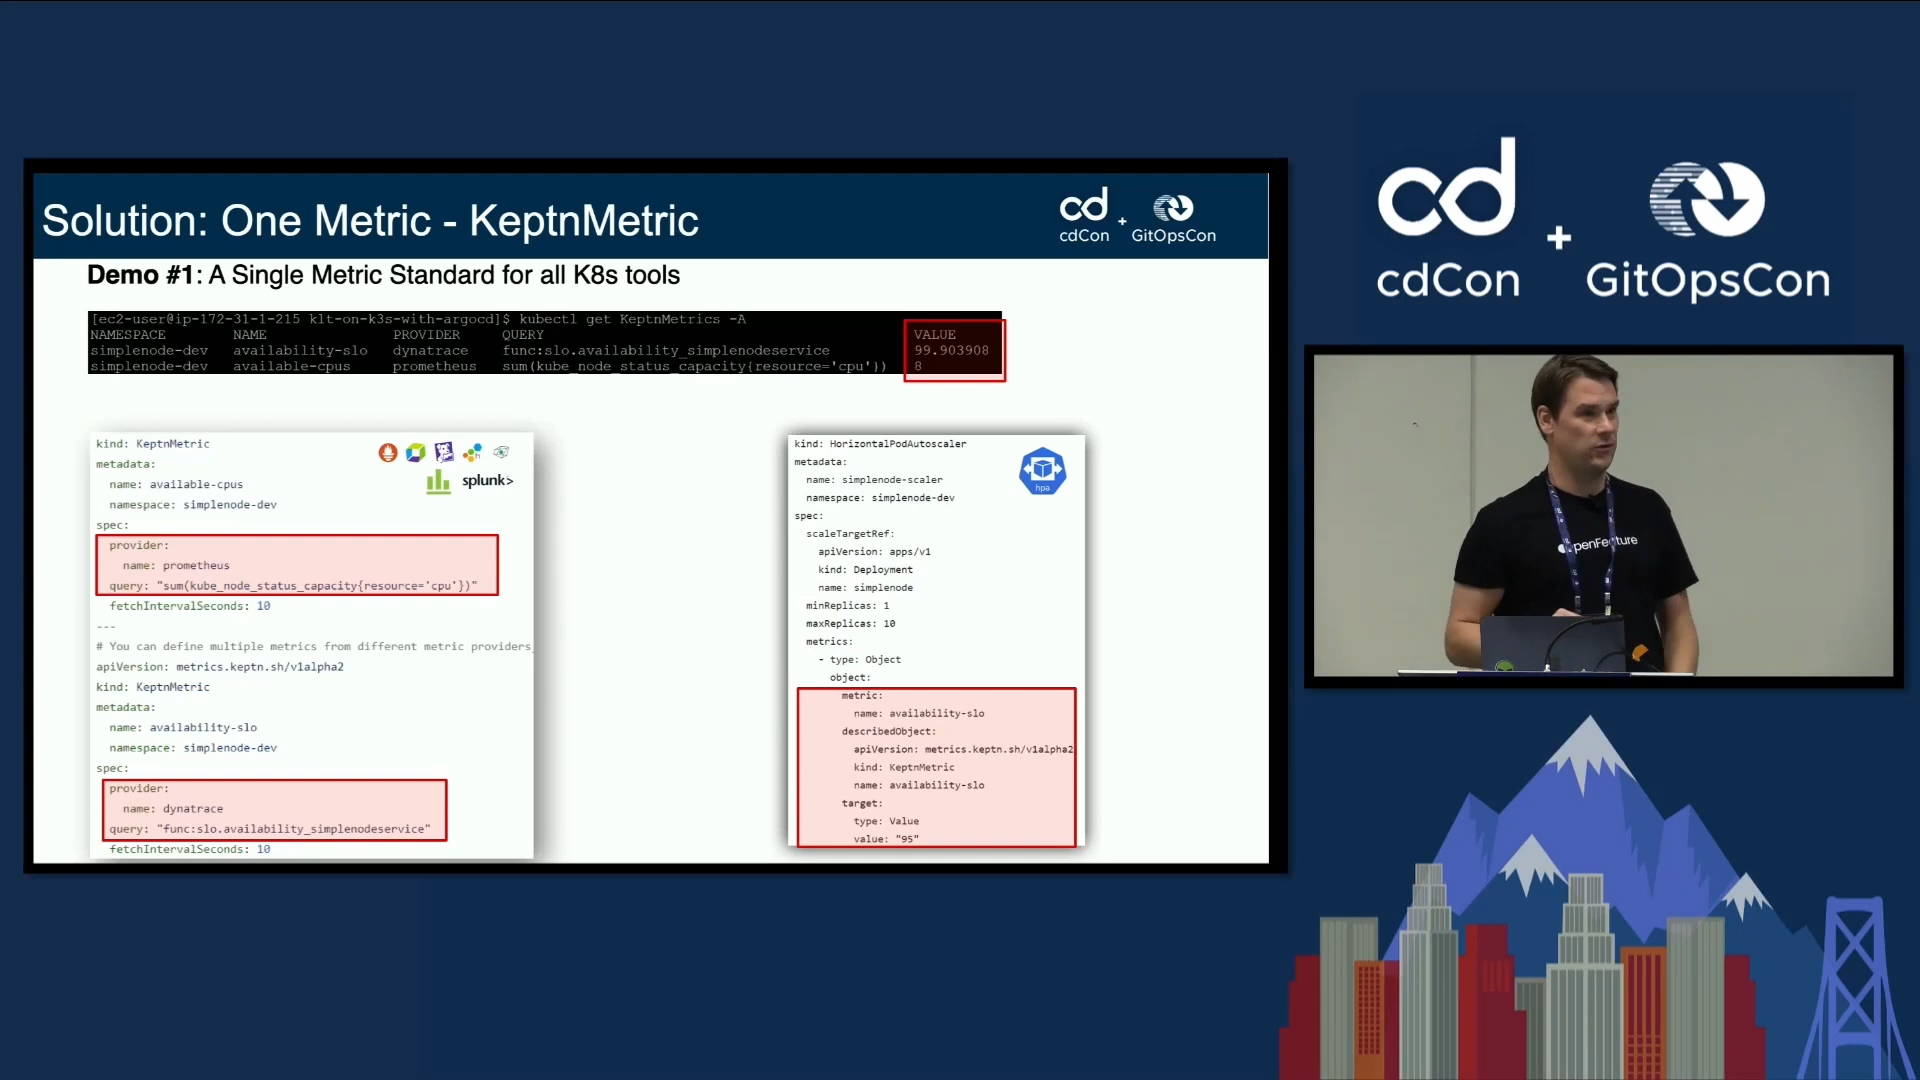 Solution: One Metric - KeptnMetric
cdCon + GitOpsCon
Demo #1: A Single Metric Standard for all K8s tools
[ec2-user@ip-172-31-1-215 klt-on-k3s-with-argocd]$ kubectl get KeptnMetrics -A
NAMESPACE NAME PROVIDER QUERY VALUE
simplenode-dev availability-slo dynatrace func:slo.availability_simplenodeservice 99.903908
simplenode-dev available-cpus prometheus sum(kube_node_status_capacity{resource='cpu'}) 8
kind: KeptnMetric
metadata:
name: available-cpus
namespace: simplenode-dev
spec:
provider:
name: prometheus
query: "sum(kube_node_status_capacity{resource='cpu'})"
fetchIntervalSeconds: 10
---
# You can define multiple metrics from different metric providers
apiVersion: metrics.keptn.sh/v1alpha2
kind: KeptnMetric
metadata:
name: availability-slo
namespace: simplenode-dev
spec:
provider:
name: dynatrace
query: "func:slo.availability_simplenodeservice"
fetchIntervalSeconds: 10
splunk>
kind: HorizontalPodAutoscaler
metadata:
name: simplenode-scaler
namespace: simplenode-dev
spec:
scaleTargetRef:
apiVersion: apps/v1
kind: Deployment
name: simplenode
minReplicas: 1
maxReplicas: 10
metrics:
- type: Object
object:
metric:
name: availability-slo
describedObject:
apiVersion: metrics.keptn.sh/v1alpha2
kind: KeptnMetric
name: availability-slo
target:
type: Value
value: "95"
hpa
cd
cdCon + GitOpsCon